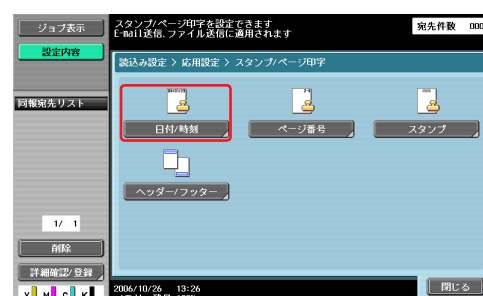 ジョブ表示
スタンプ/ページ印字を設定できます
E-mail送信、ファイル送信に適用されます
宛先件数 000
設定内容
読込み設定 > 応用設定 > スタンプ/ページ印字
同報宛先リスト
日付/時刻
ページ番号
スタンプ
ヘッダー/フッター
1/ 1
削除
詳細確認/登録
閉じる
2006/10/26 13:26
Y M C K